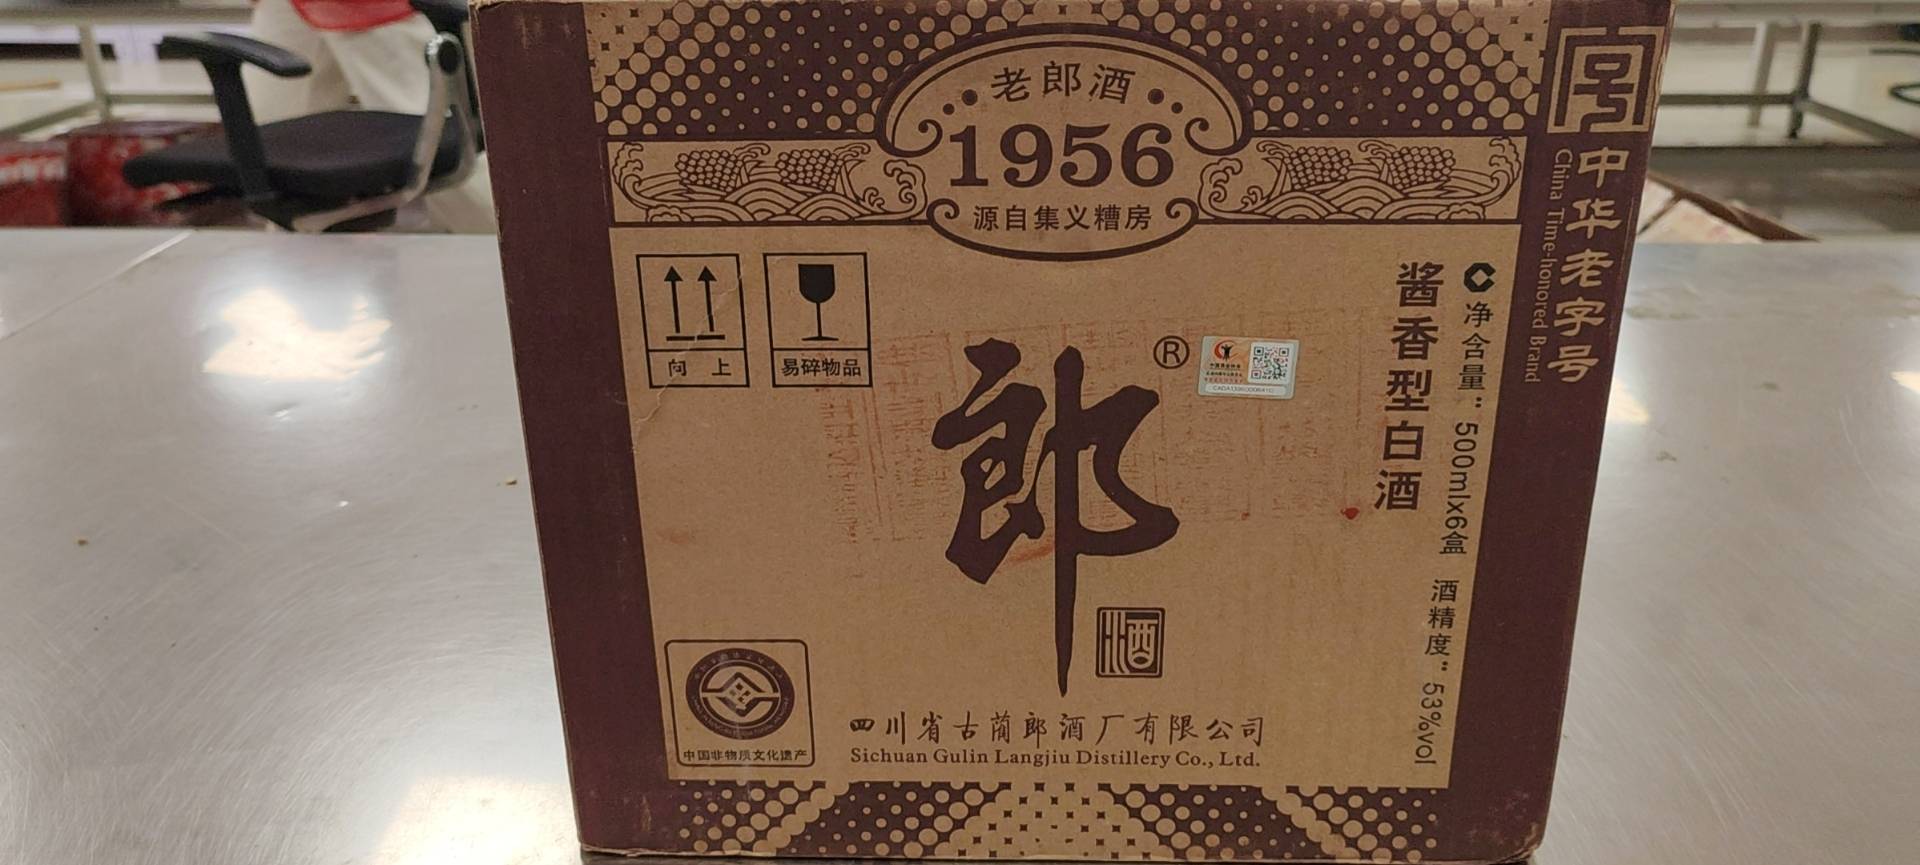 老郎酒
1956
源自集义糟房
向 上
易碎物品
郎
®
酒
酱香型白酒
净含量：500mlx6盒 酒精度：53%vol
中华老字号
China Time-honored Brand
中国非物质文化遗产
四川省古蔺郎酒厂有限公司
Sichuan Gulin Langjiu Distillery Co., Ltd.